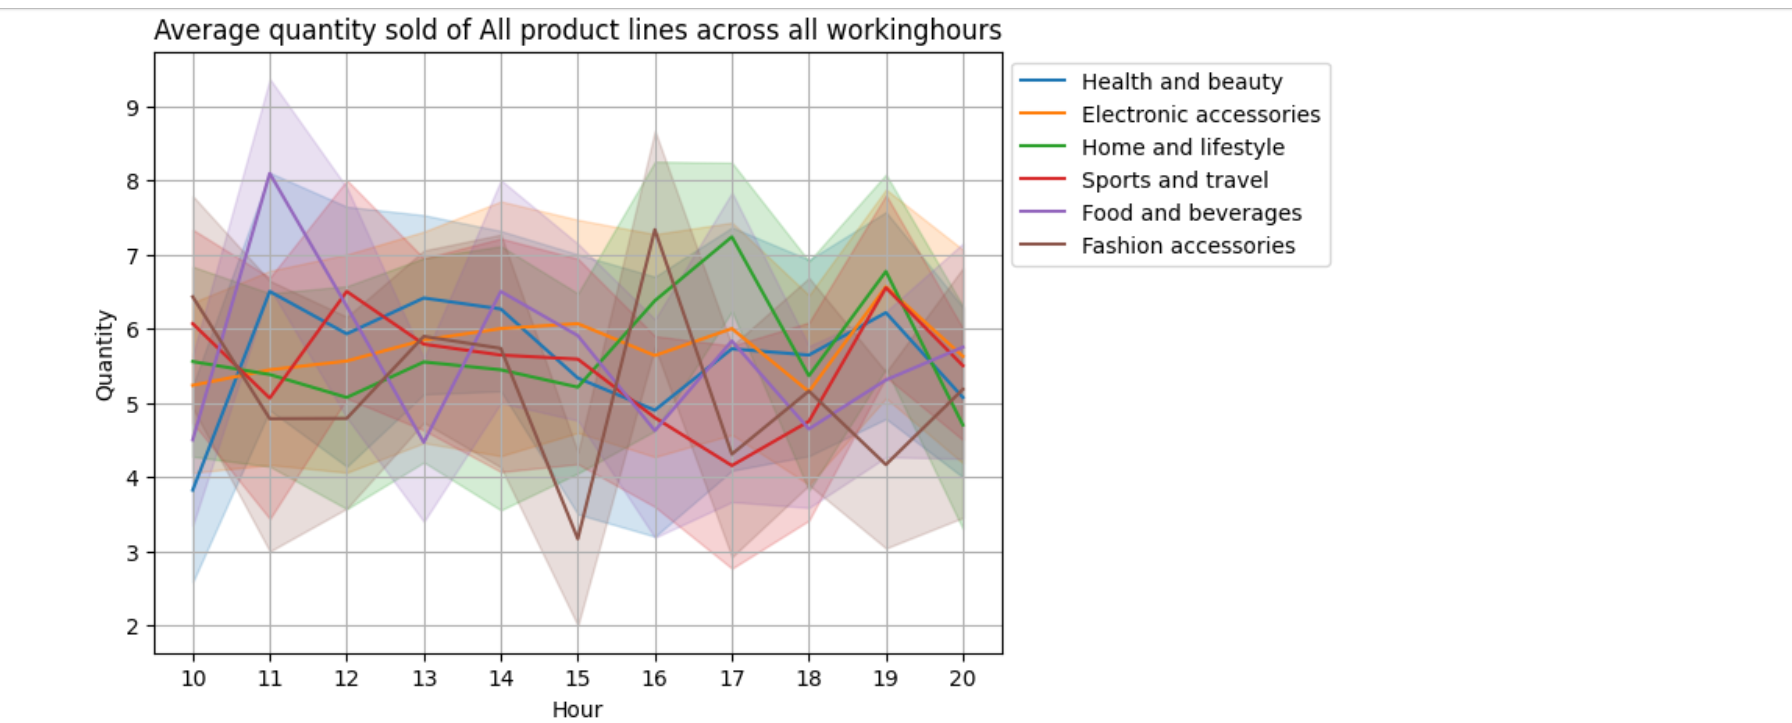 Average quantity sold of All product lines across all workinghours
Health and beauty
Electronic accessories
Home and lifestyle
Sports and travel
Food and beverages
Fashion accessories
9
8
7
6
5
4
3
2
Quantity
10 11 12 13 14 15 16 17 18 19 20
Hour